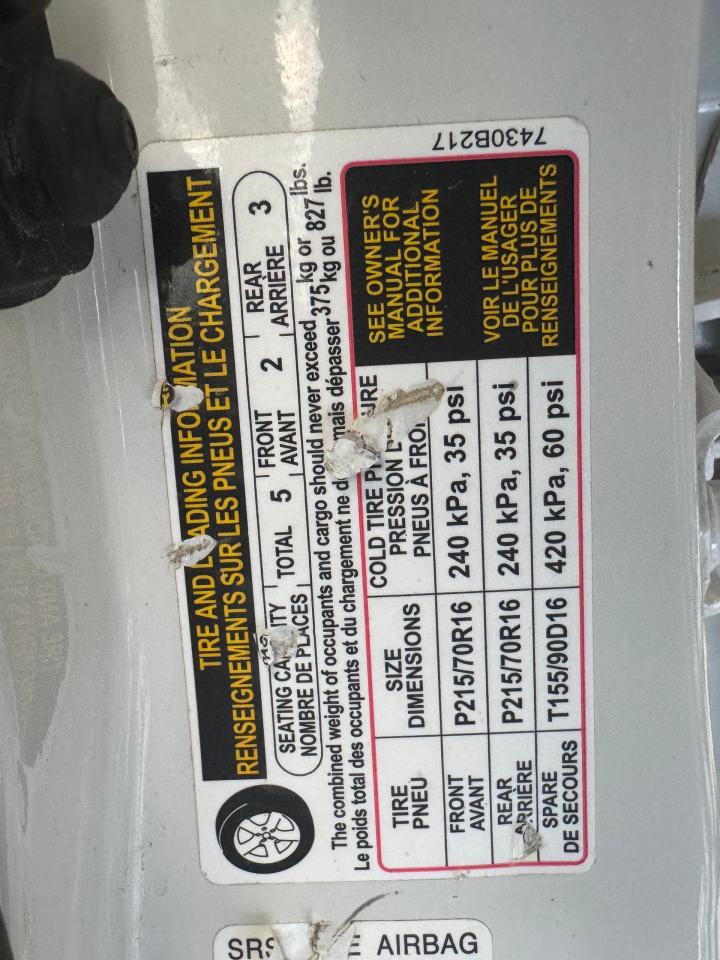 7430B217
TIRE AND LOADING INFORMATION
RENSEIGNEMENTS SUR LES PNEUS ET LE CHARGEMENT
SEATING CAPACITY TOTAL 5 FRONT 2 REAR 3
NOMBRE DE PLACES AVANT ARRIÈRE
The combined weight of occupants and cargo should never exceed 375 kg or 827 lbs.
Le poids total des occupants et du chargement ne doit jamais dépasser 375 kg ou 827 lb.
TIRE
PNEU
SIZE
DIMENSIONS
COLD TIRE PRESSURE
PRESSION DES
PNEUS À FROID
SEE OWNER'S
MANUAL FOR
ADDITIONAL
INFORMATION
VOIR LE MANUEL
DE L'USAGER
POUR PLUS DE
RENSEIGNEMENTS
FRONT
AVANT
P215/70R16
240 kPa, 35 psi
REAR
ARRIÈRE
P215/70R16
240 kPa, 35 psi
SPARE
DE SECOURS
T155/90D16
420 kPa, 60 psi
SRS AIRBAG